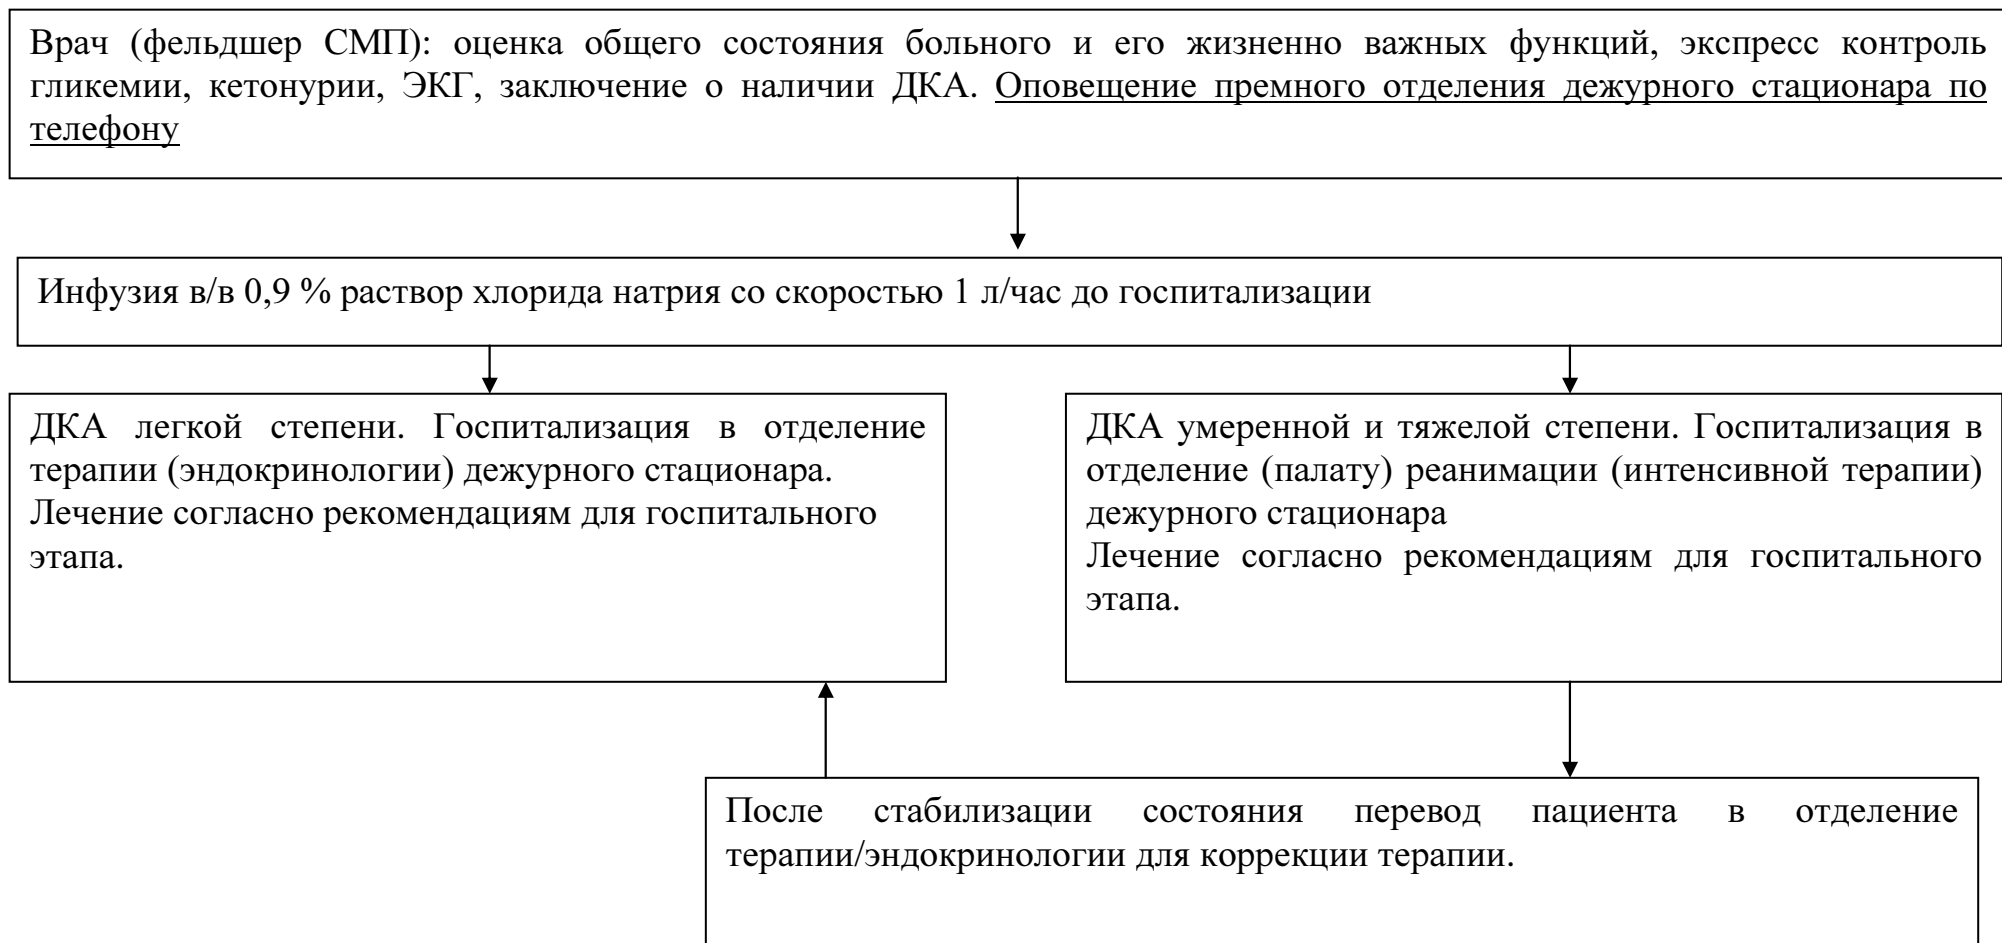 Врач (фельдшер СМП): оценка общего состояния больного и его жизненно важных функций, экспресс контроль
гликемии, кетонурии, ЭКГ, заключение о наличии ДКА. Оповещение премного отделения дежурного стационара по
телефону
Инфузия в/в 0,9 % раствор хлорида натрия со скоростью 1 л/час до госпитализации
ДКА легкой степени. Госпитализация в отделение
терапии (эндокринологии) дежурного стационара.
Лечение согласно рекомендациям для госпитального
этапа.
ДКА умеренной и тяжелой степени. Госпитализация в
отделение (палату) реанимации (интенсивной терапии)
дежурного стационара
Лечение согласно рекомендациям для госпитального
этапа.
После стабилизации состояния перевод пациента в отделение
терапии/эндокринологии для коррекции терапии.